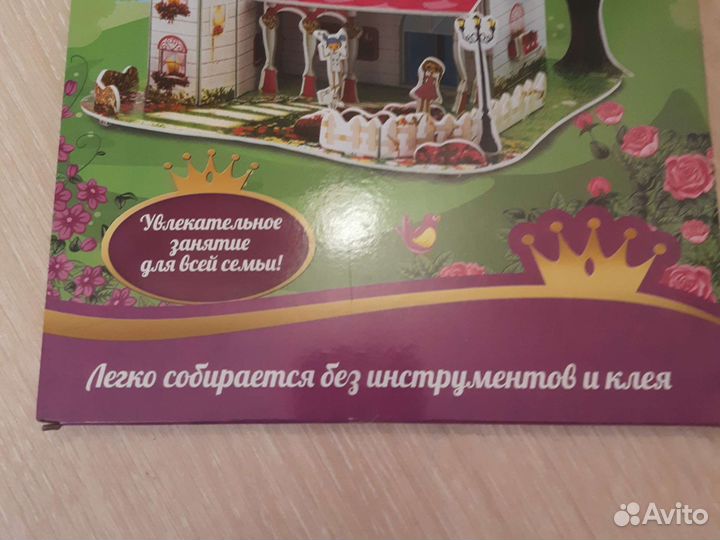 Увлекательное
занятие
для всей семьи!
Легко собирается без инструментов и клея
Avito